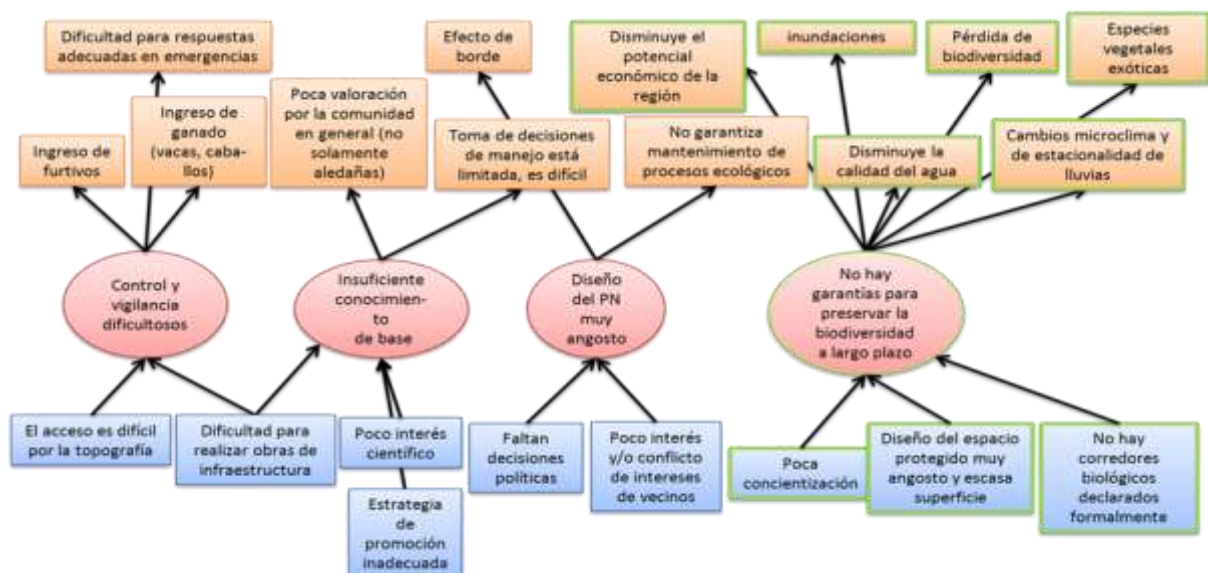 Dificultad para respuestas
adecuadas en emergencias
Efecto de
borde
Disminuye el
potencial
económico de la
región
inundaciones
Pérdida de
biodiversidad
Especies
vegetales
exóticas
Ingreso de
furtivos
Ingreso de
ganado
(vacas, caba-
llos)
Poca valoración
por la comunidad
en general (no
solamente
aledañas)
Toma de decisiones
de manejo está
limitada, es difícil
No garantiza
mantenimiento de
procesos ecológicos
Disminuye la
calidad del agua
Cambios microclima y
de estacionalidad de
lluvias
Control y
vigilancia
dificultosos
Insuficiente
conocimien-
to
de base
Diseño
del PN
muy
angosto
No hay
garantías para
preservar la
biodiversidad
a largo plazo
El acceso es difícil
por la topografía
Dificultad para
realizar obras de
infraestructura
Poco interés
científico
Estrategia
de
promoción
inadecuada
Faltan
decisiones
políticas
Poco interés
y/o conflicto
de intereses
de vecinos
Poca
concientización
Diseño del espacio
protegido muy
angosto y escasa
superficie
No hay
corredores
biológicos
declarados
formalmente